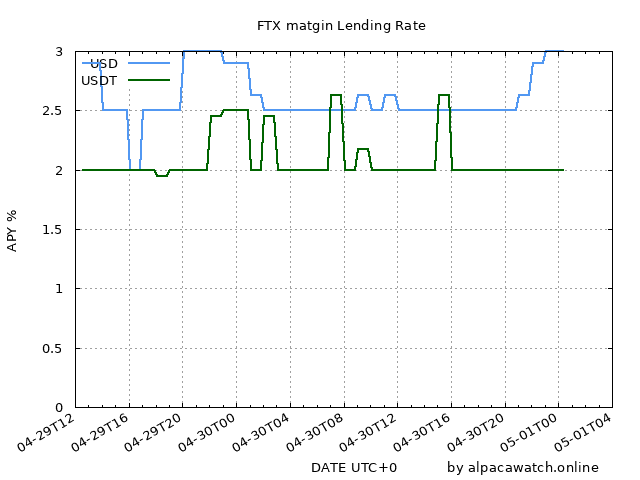 FTX matgin Lending Rate
USD
USDT
3
2.5
2
1.5
1
0.5
0
APY %
04-29T12
04-29T16
04-29T20
04-30T00
04-30T04
04-30T08
04-30T12
04-30T16
04-30T20
05-01T00
05-01T04
DATE UTC+0
by alpacawatch.online